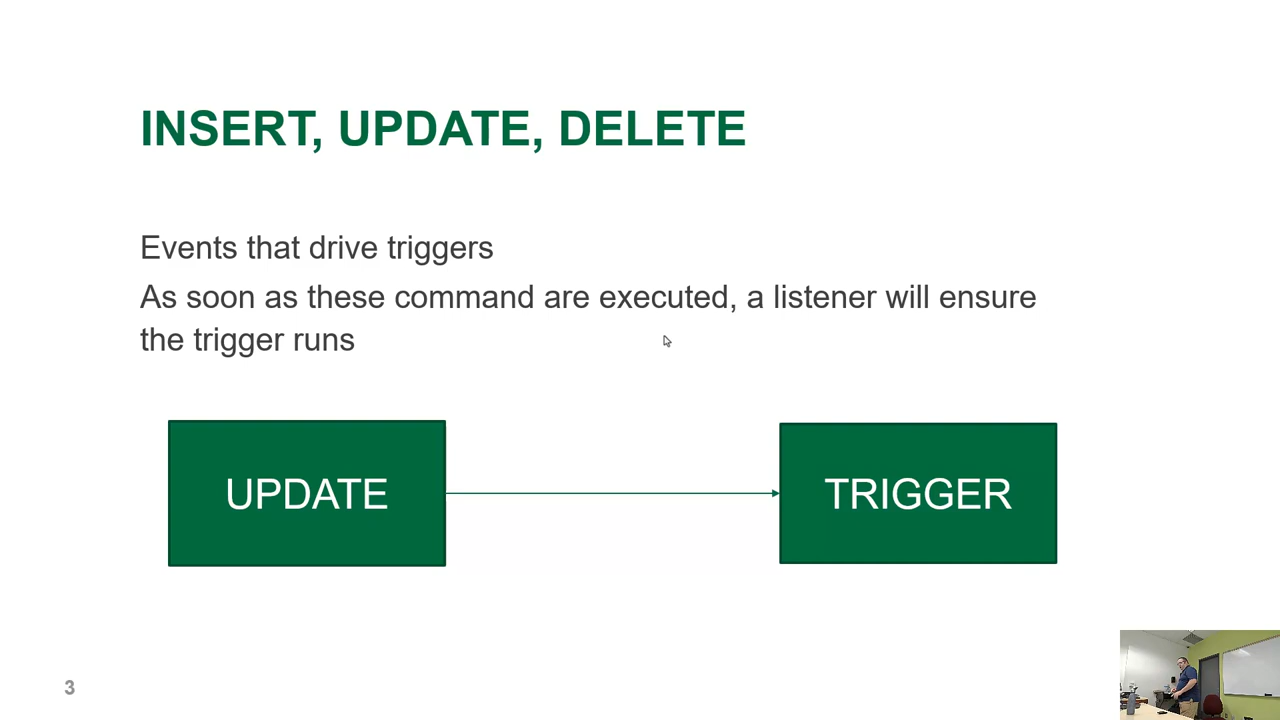 INSERT, UPDATE, DELETE
Events that drive triggers
As soon as these command are executed, a listener will ensure
the trigger runs
UPDATE
TRIGGER
3